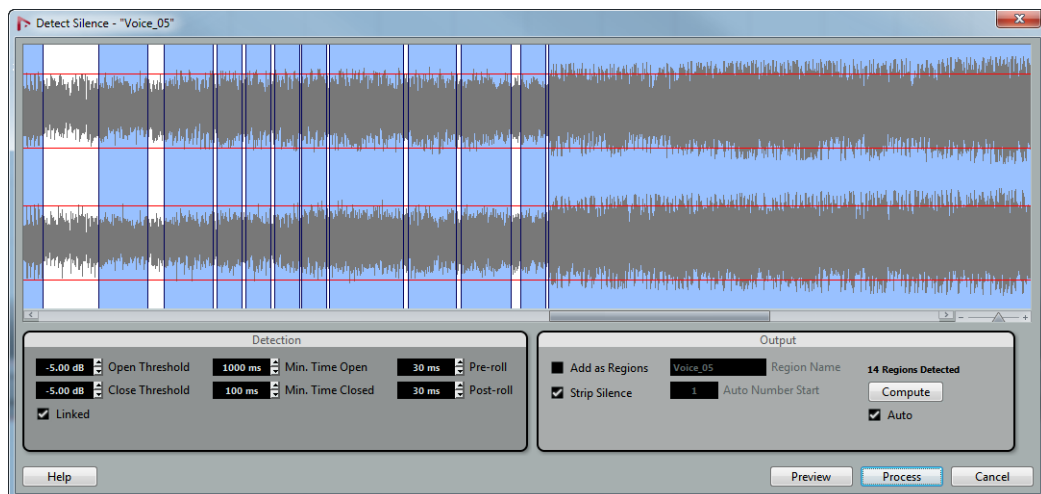 Detect Silence - "Voice_05"
Detection
-5.00 dB Open Threshold 1000 ms Min. Time Open 30 ms Pre-roll
-5.00 dB Close Threshold 100 ms Min. Time Closed 30 ms Post-roll
Linked
Output
Add as Regions Voice_05 Region Name 14 Regions Detected
Strip Silence 1 Auto Number Start Compute
Auto
Help Preview Process Cancel